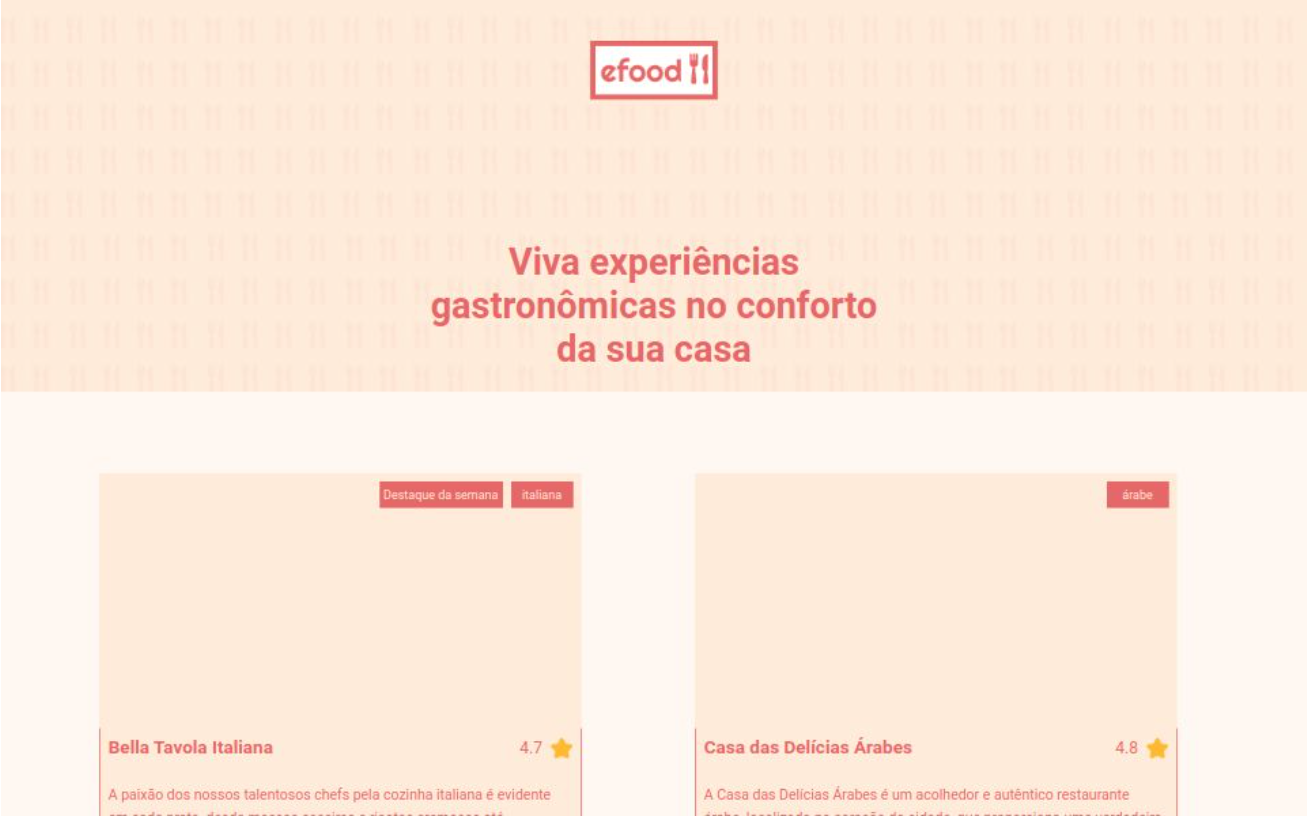 efood
Viva experiências
gastronômicas no conforto
da sua casa
Destaque da semana
italiana
árabe
Bella Tavola Italiana
4.7
Casa das Delícias Árabes
4.8
A paixão dos nossos talentosos chefs pela cozinha italiana é evidente
A Casa das Delícias Árabes é um acolhedor e autêntico restaurante